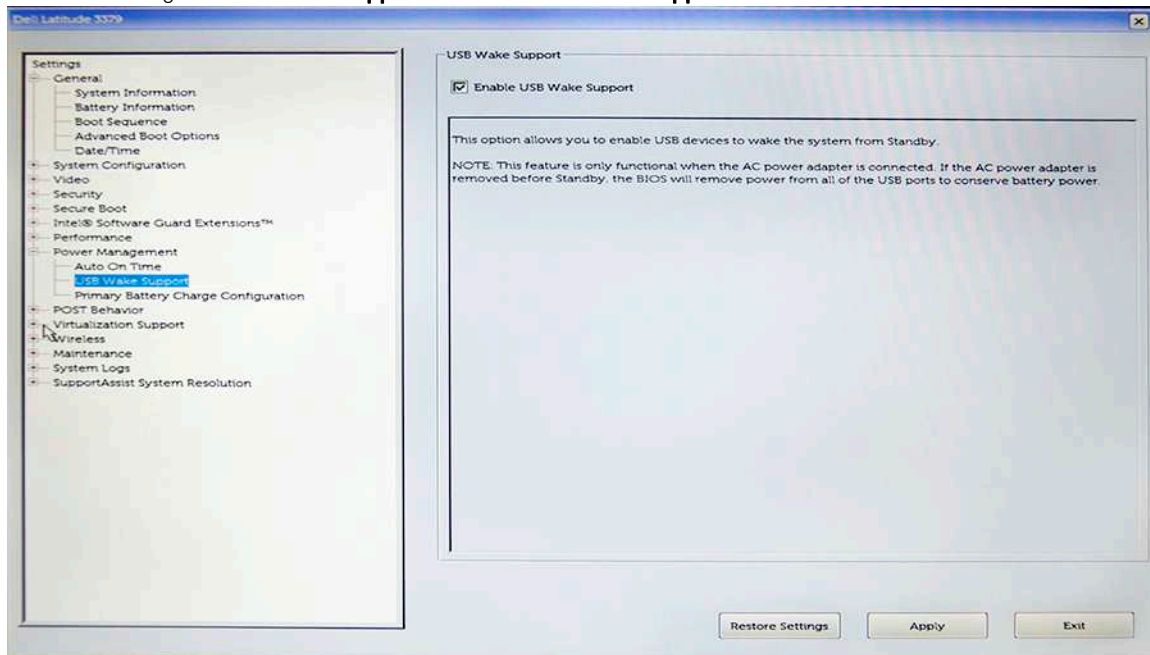 Dell Latitude 3379
Settings
General
System Information
Battery Information
Boot Sequence
Advanced Boot Options
Date/Time
System Configuration
Video
Security
Secure Boot
Intel® Software Guard Extensions™
Performance
Power Management
Auto On Time
USB Wake Support
Primary Battery Charge Configuration
POST Behavior
Virtualization Support
Wireless
Maintenance
System Logs
SupportAssist System Resolution
USB Wake Support
Enable USB Wake Support
This option allows you to enable USB devices to wake the system from Standby.
NOTE: This feature is only functional when the AC power adapter is connected. If the AC power adapter is
removed before Standby, the BIOS will remove power from all of the USB ports to conserve battery power.
Restore Settings
Apply
Exit